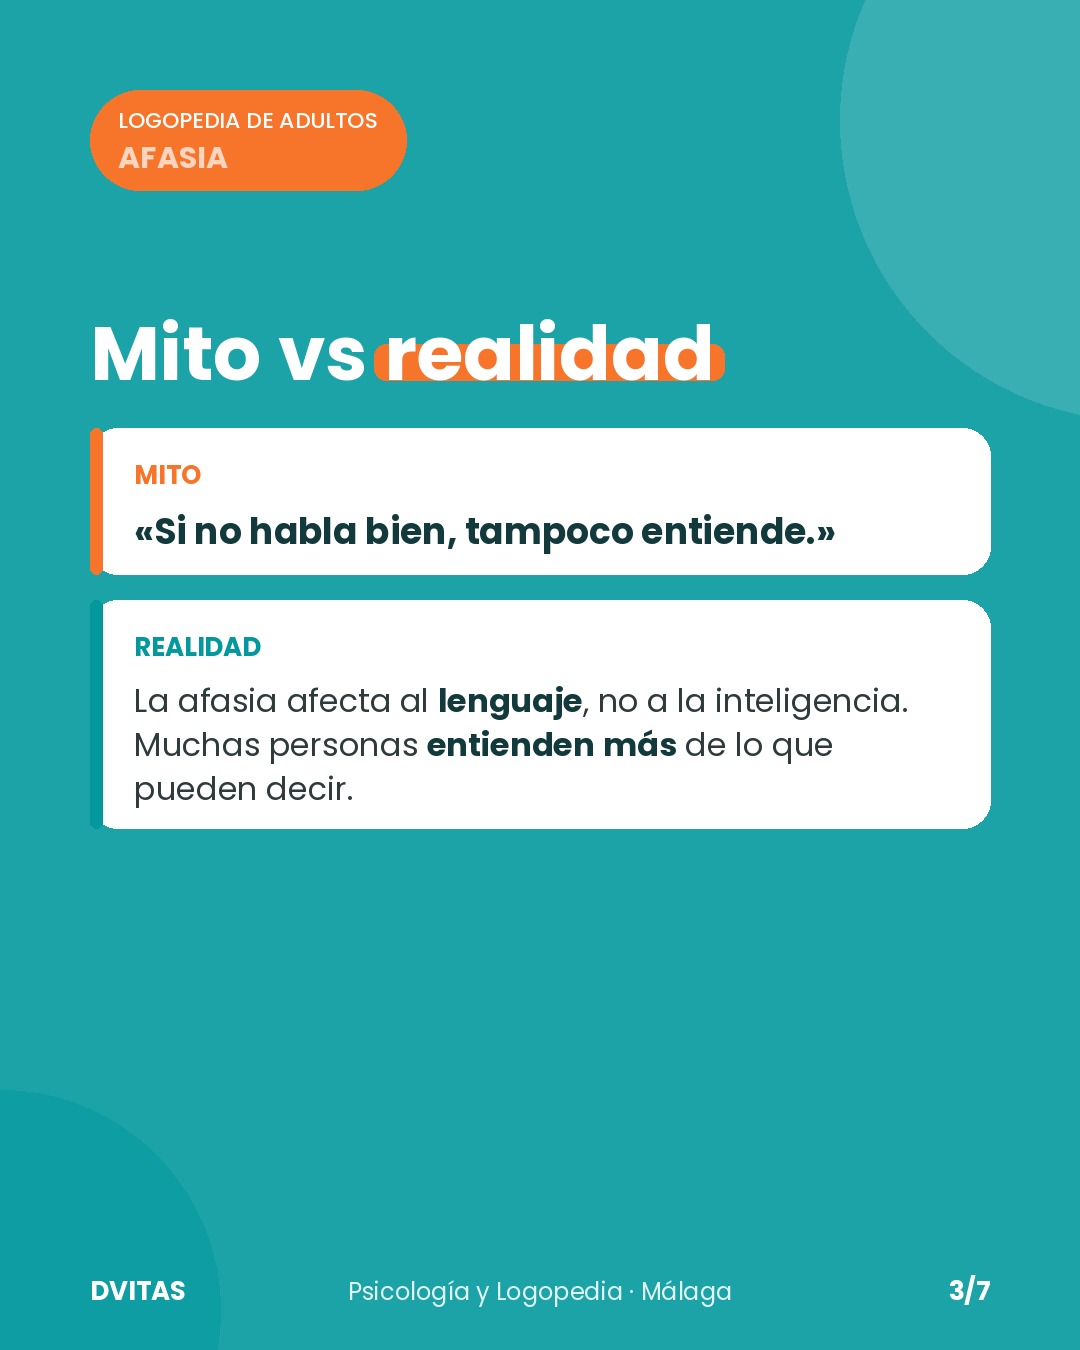 LOGOPEDIA DE ADULTOS
AFASIA
Mito vs realidad
MITO
«Si no habla bien, tampoco entiende.»
REALIDAD
La afasia afecta al lenguaje, no a la inteligencia.
Muchas personas entienden más de lo que
pueden decir.
DVITAS
Psicología y Logopedia · Málaga
3/7